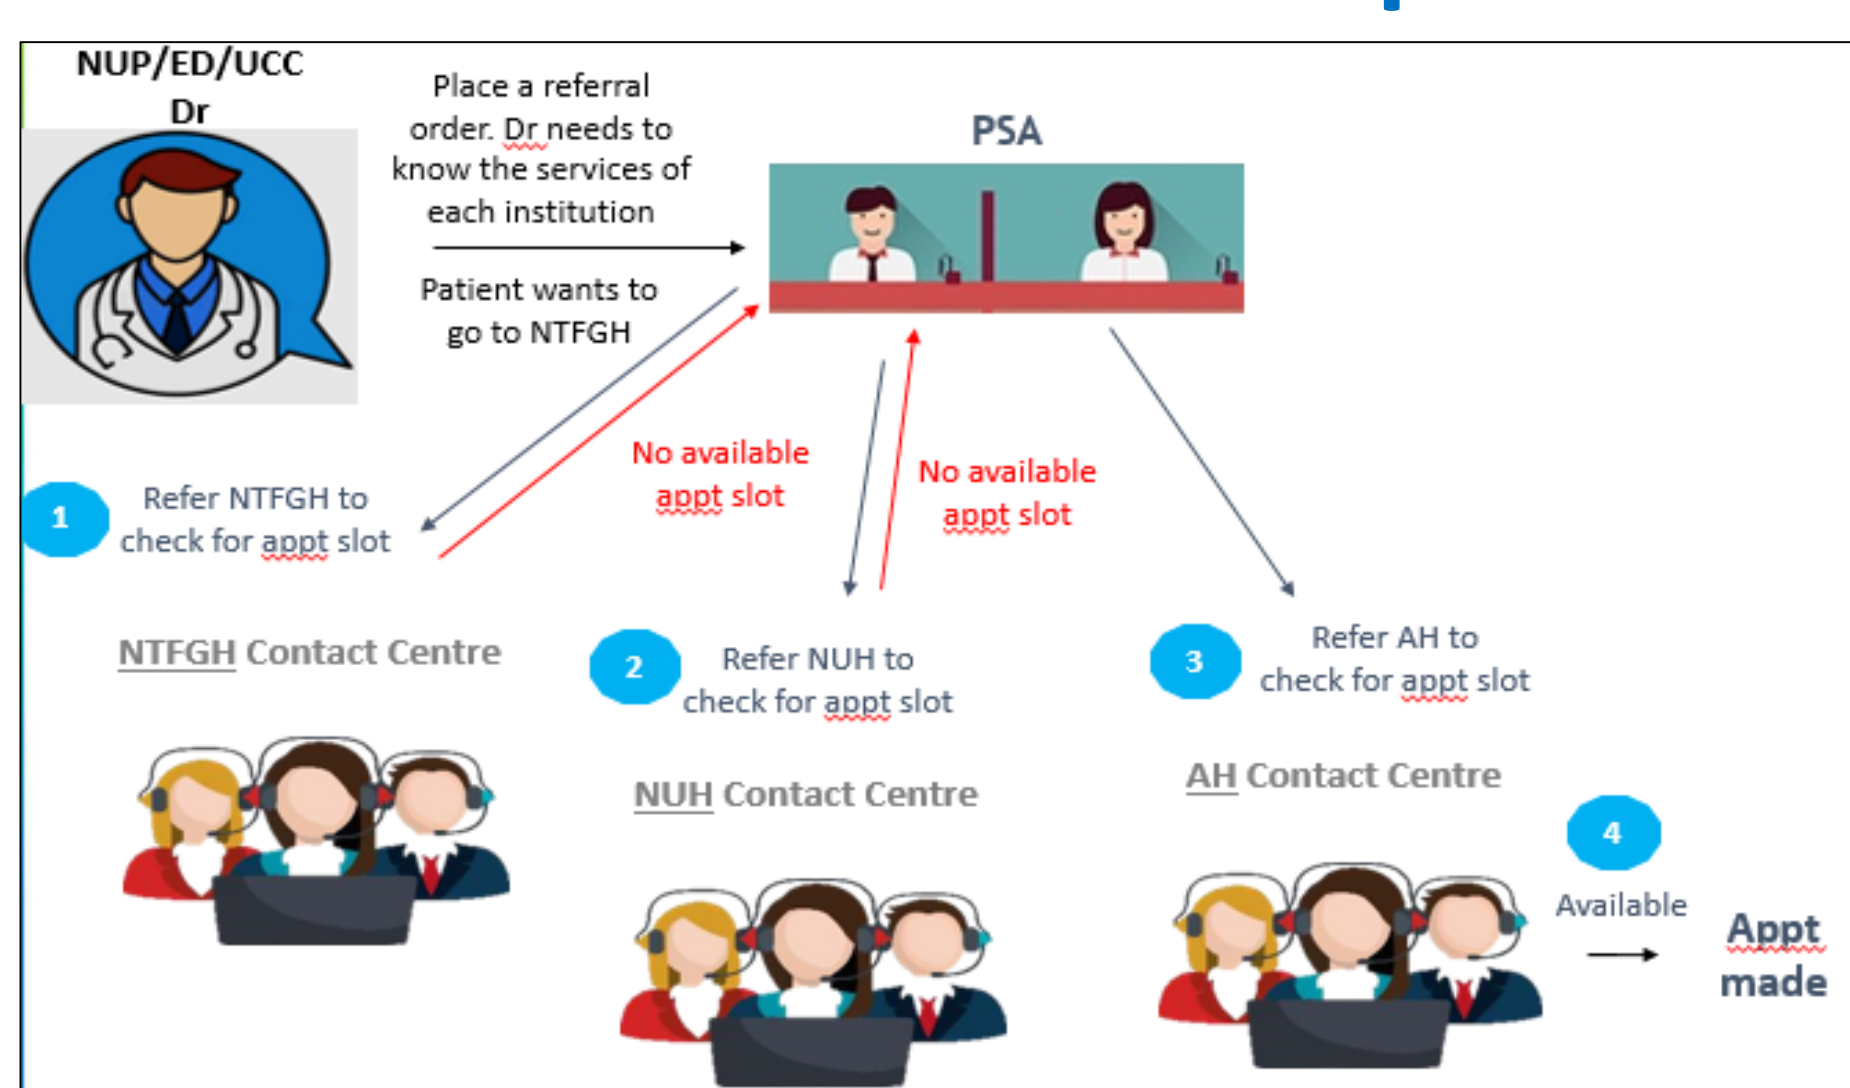 NUP/ED/UCC
Dr
Place a referral
order. Dr needs to
know the services of
each institution
Patient wants to
go to NTFGH
PSA
No available
appt slot
No available
appt slot
1
Refer NTFGH to
check for appt slot
NTFGH Contact Centre
2
Refer NUH to
check for appt slot
NUH Contact Centre
3
Refer AH to
check for appt slot
AH Contact Centre
4
Available
Appt
made